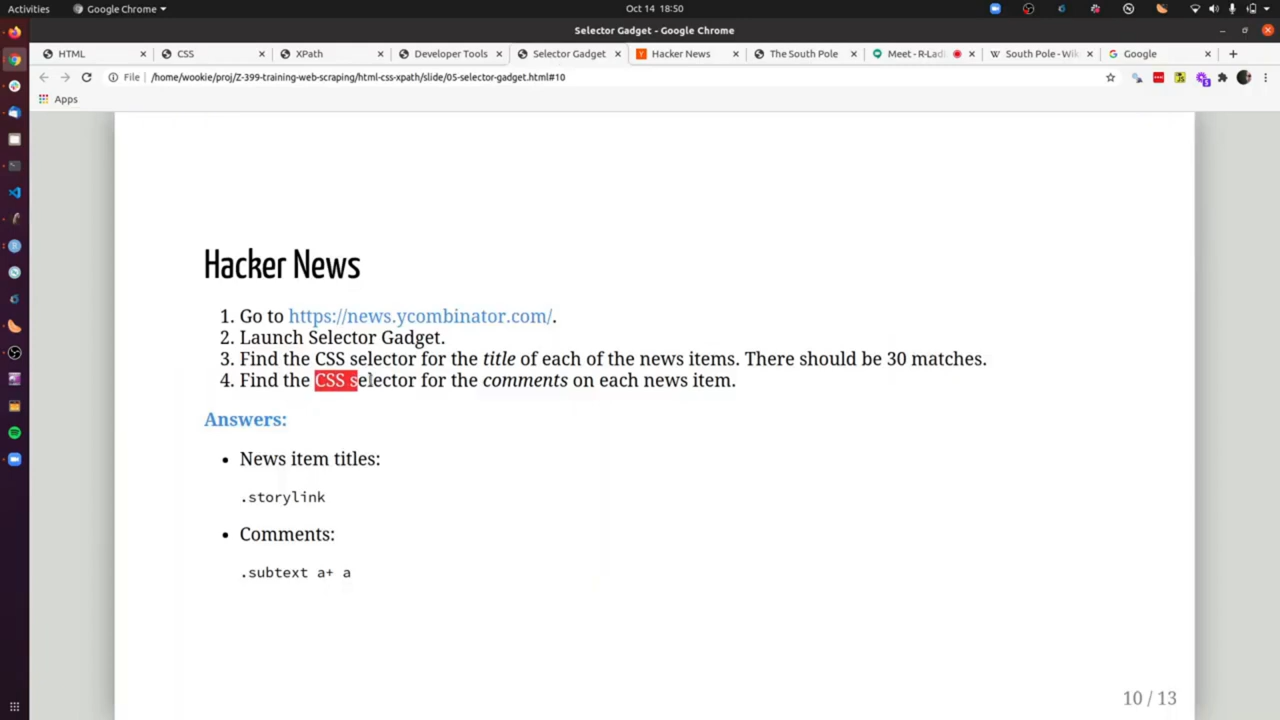 Activities
Google Chrome
Oct 14 18:50
Selector Gadget - Google Chrome
HTML
CSS
XPath
Developer Tools
Selector Gadget
Hacker News
The South Pole
Meet - R-Ladi
South Pole - Wik
Google
File
/home/wookie/proj/Z-399-training-web-scraping/html-css-xpath/slide/05-selector-gadget.html#10
Apps
Hacker News
1. Go to https://news.ycombinator.com/.
2. Launch Selector Gadget.
3. Find the CSS selector for the title of each of the news items. There should be 30 matches.
4. Find the CSS selector for the comments on each news item.
Answers:
• News item titles:
.storylink
• Comments:
.subtext a+ a
10 / 13